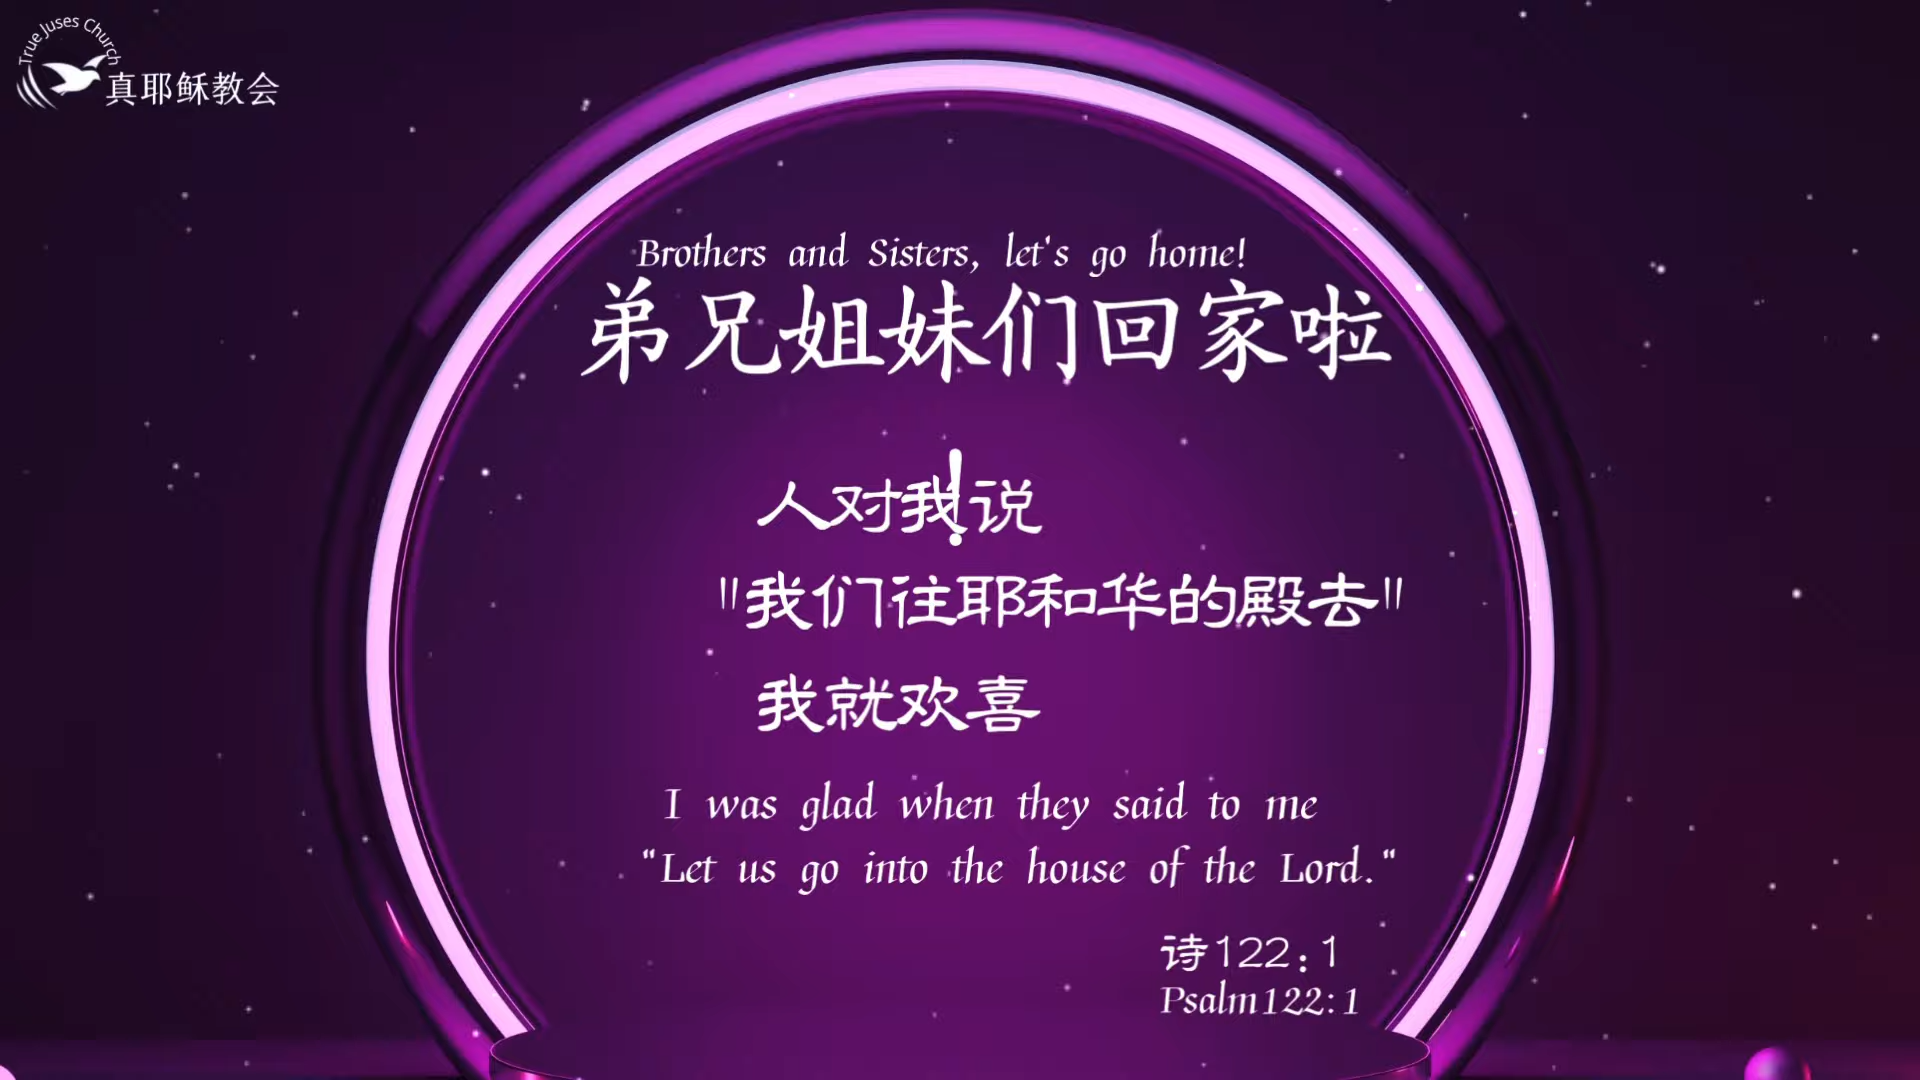 True Juses Church
真耶稣教会
Brothers and Sisters, let's go home!
弟兄姐妹们回家啦
!
人对我说
"我们往耶和华的殿去"
我就欢喜
I was glad when they said to me
"Let us go into the house of the Lord."
诗122:1
Psalm122:1